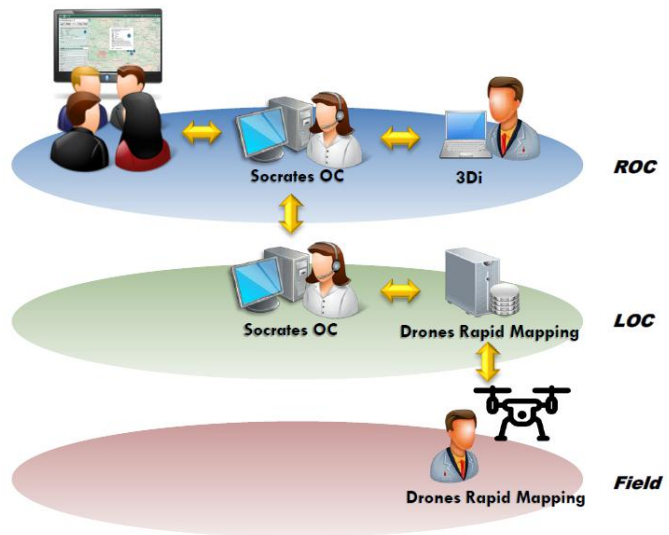 Socrates OC
3Di
ROC
Socrates OC
Drones Rapid Mapping
LOC
Drones Rapid Mapping
Field